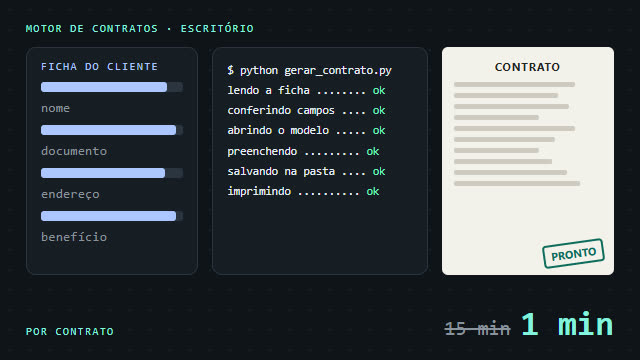 MOTOR DE CONTRATOS · ESCRITÓRIO
FICHA DO CLIENTE
nome
documento
endereço
benefício
$ python gerar_contrato.py
lendo a ficha ........ ok
conferindo campos .... ok
abrindo o modelo ..... ok
preenchendo ......... ok
salvando na pasta .... ok
imprimindo .......... ok
CONTRATO
PRONTO
POR CONTRATO
15 min 1 min